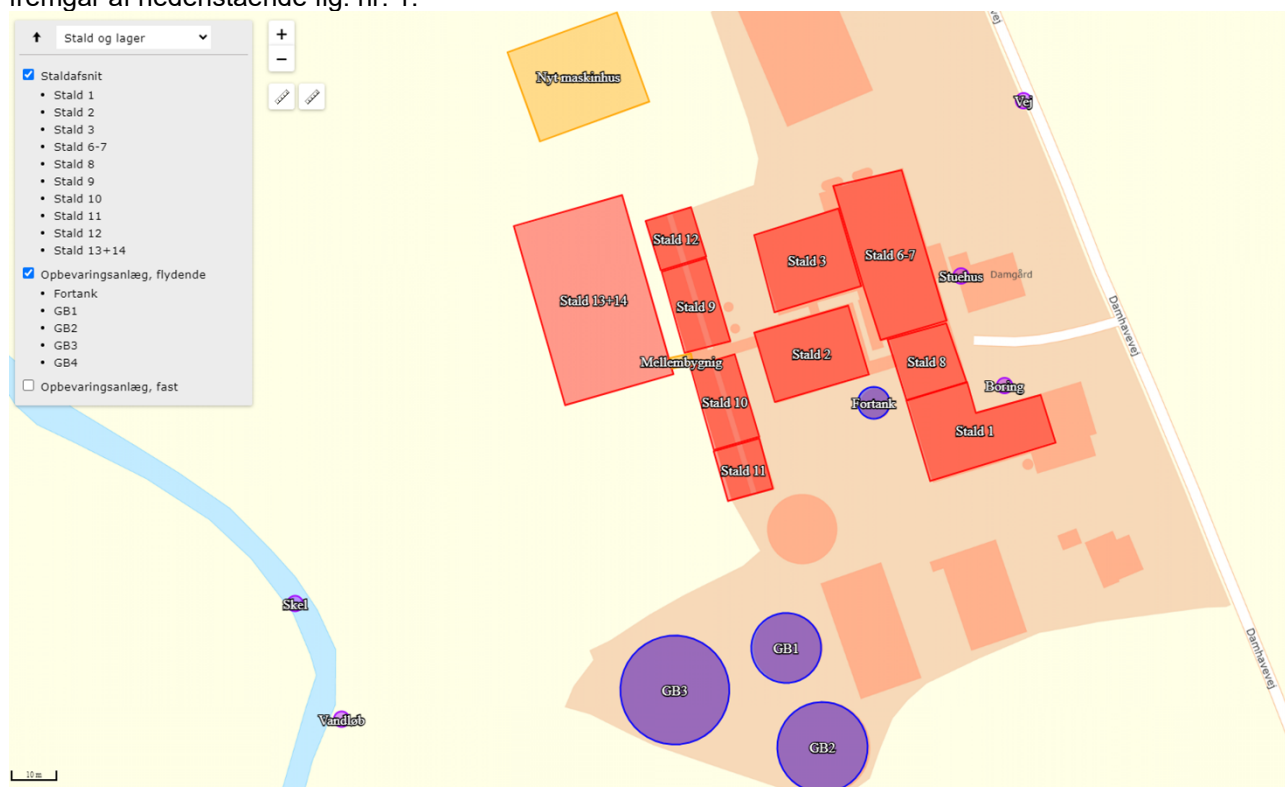 fremgår af nedenstående fig. nr. 1.
Stald og lager
Staldafsnit
Stald 1
Stald 2
Stald 3
Stald 6-7
Stald 8
Stald 9
Stald 10
Stald 11
Stald 12
Stald 13+14
Opbevaringsanlæg, flydende
Fortank
GB1
GB2
GB3
GB4
Opbevaringsanlæg, fast
+
−
Nyt maskinhus
Vej
Stald 12
Stald 3
Stald 6-7
Stuehus
Damgård
Stald 13+14
Stald 9
Damhavevej
Mellembygnig
Stald 2
Stald 8
Boring
Stald 10
Fortank
Stald 1
Stald 11
Skel
GB1
Damhavevej
GB3
Vandløb
GB2
10 m